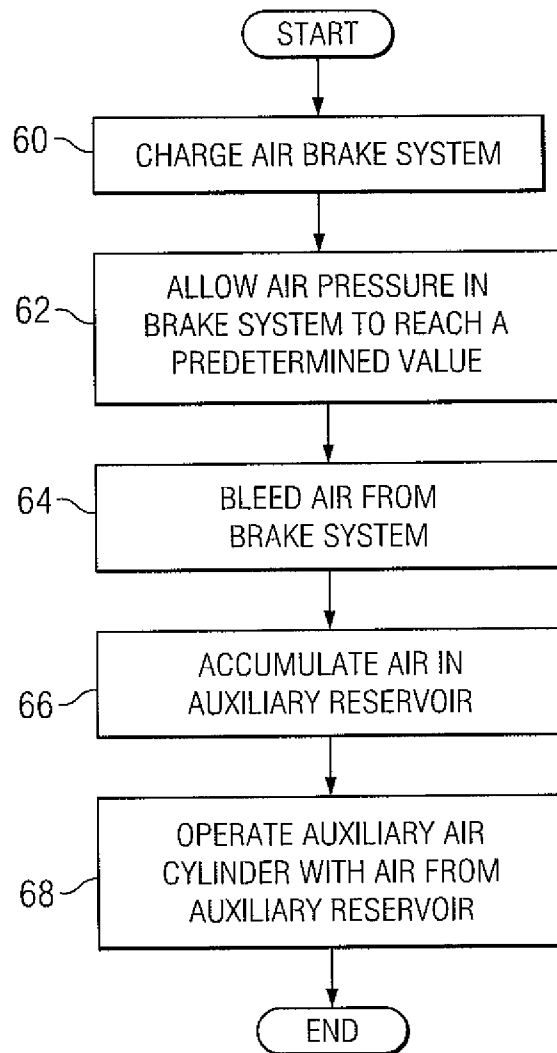 START
60
CHARGE AIR BRAKE SYSTEM
62
ALLOW AIR PRESSURE IN
BRAKE SYSTEM TO REACH A
PREDETERMINED VALUE
64
BLEED AIR FROM
BRAKE SYSTEM
66
ACCUMULATE AIR IN
AUXILIARY RESERVOIR
68
OPERATE AUXILIARY AIR
CYLINDER WITH AIR FROM
AUXILIARY RESERVOIR
END